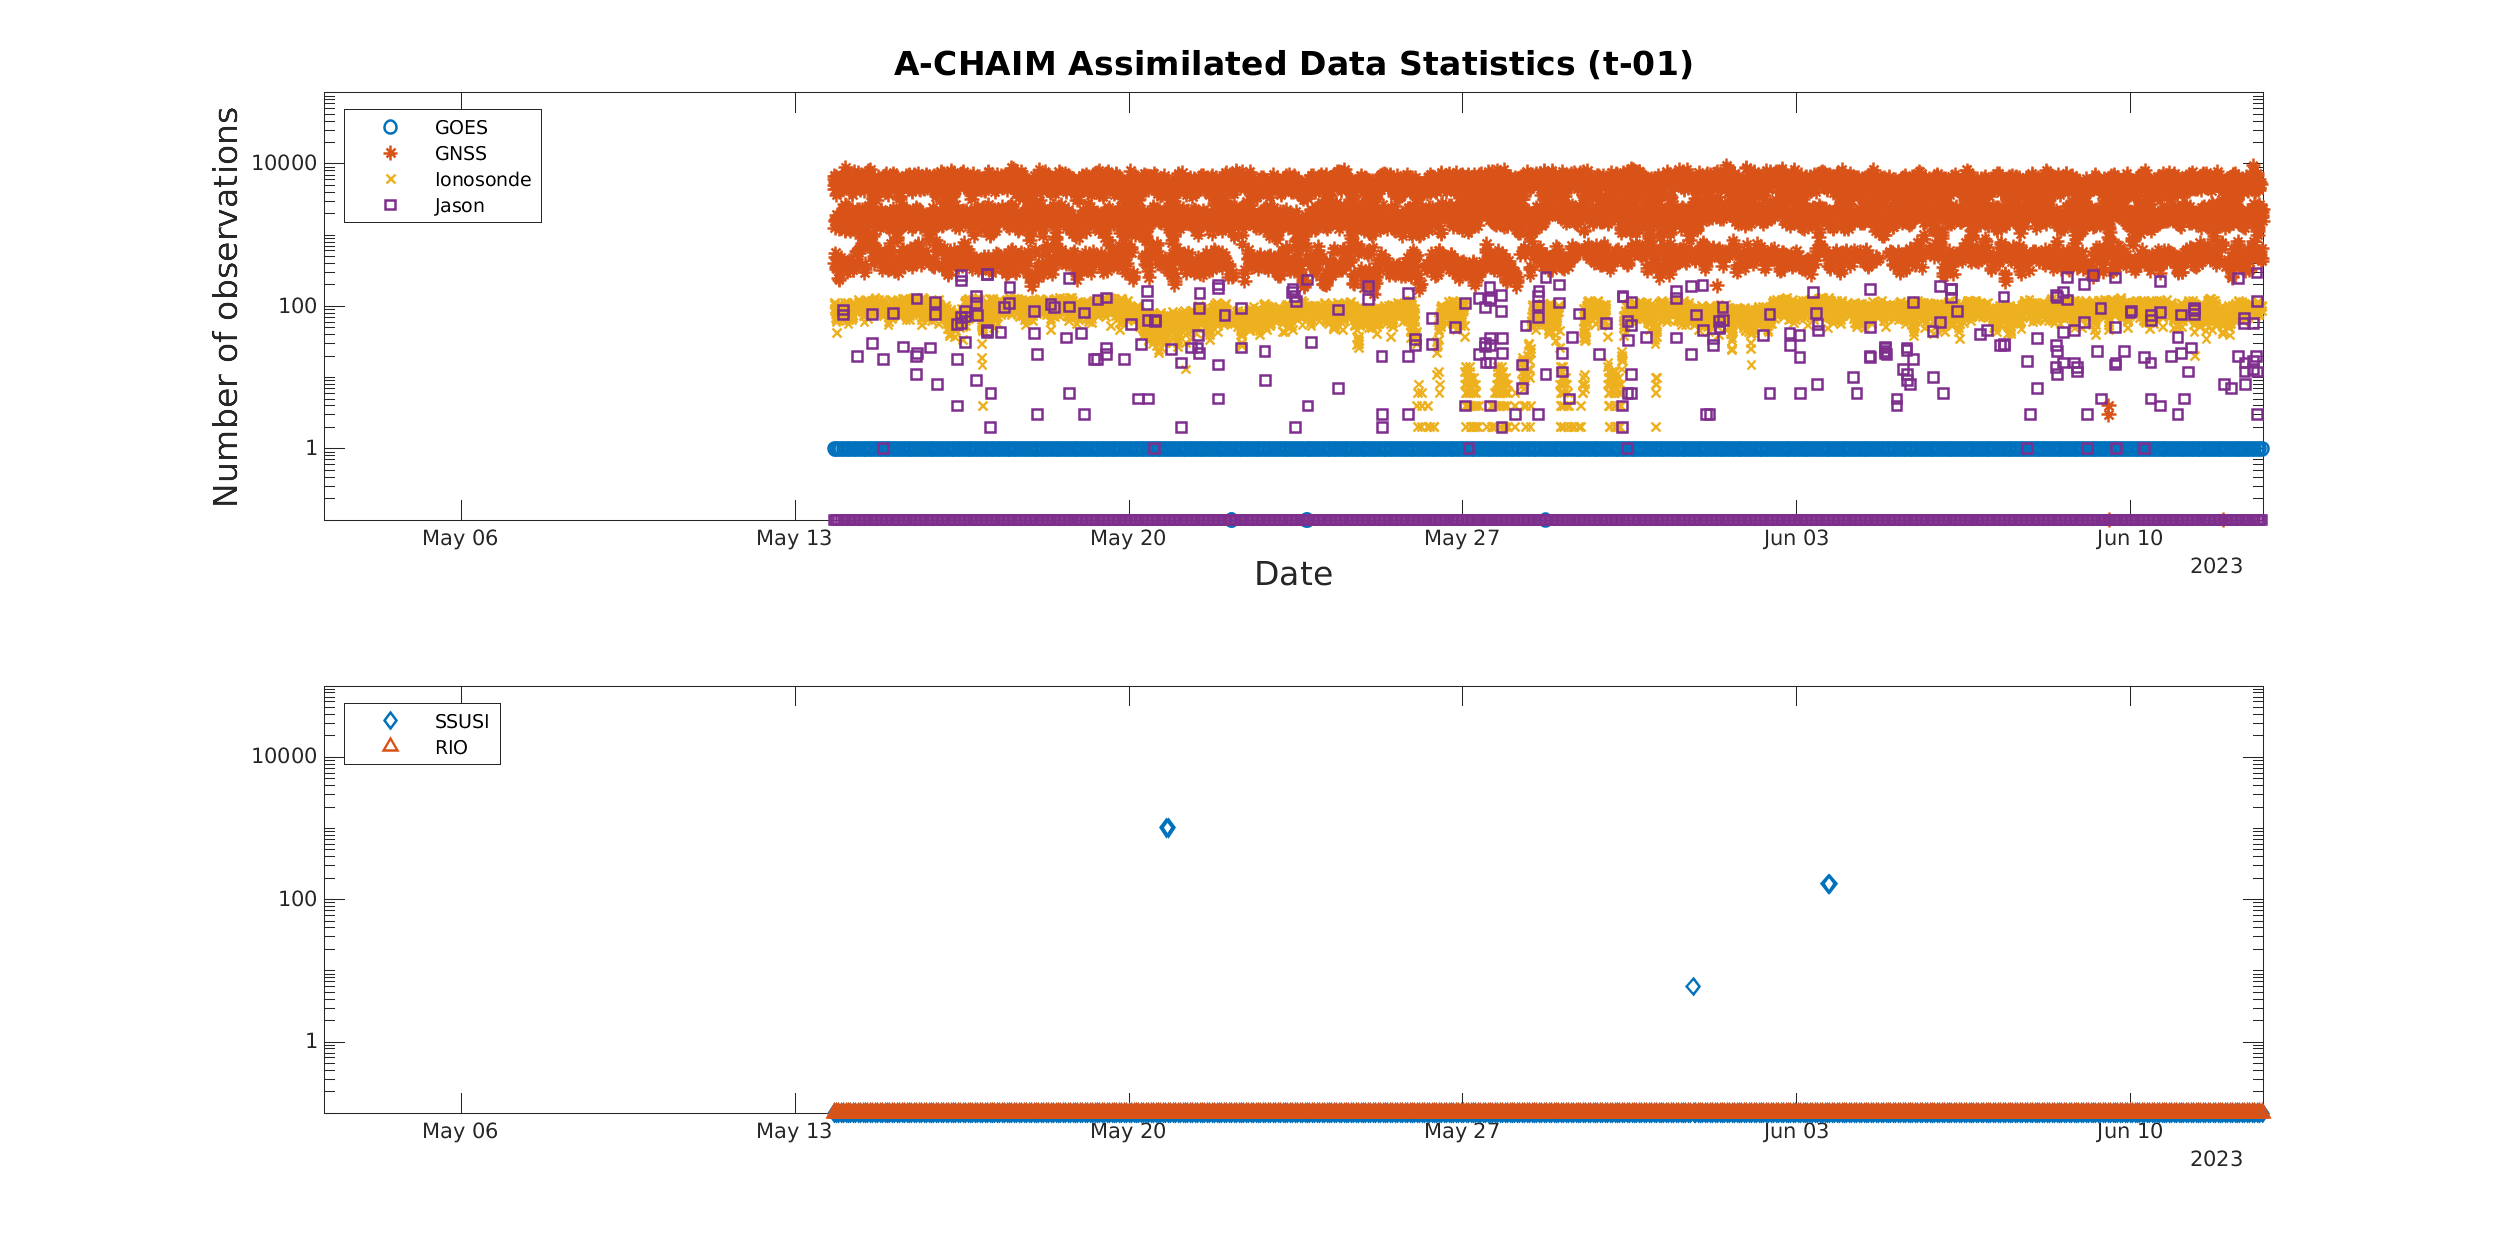 A-CHAIM Assimilated Data Statistics (t-01)
Number of observations
10000
100
1
GOES
GNSS
Ionosonde
Jason
May 06
May 13
May 20
May 27
Jun 03
Jun 10
2023
Date
10000
100
1
SSUSI
RIO
May 06
May 13
May 20
May 27
Jun 03
Jun 10
2023